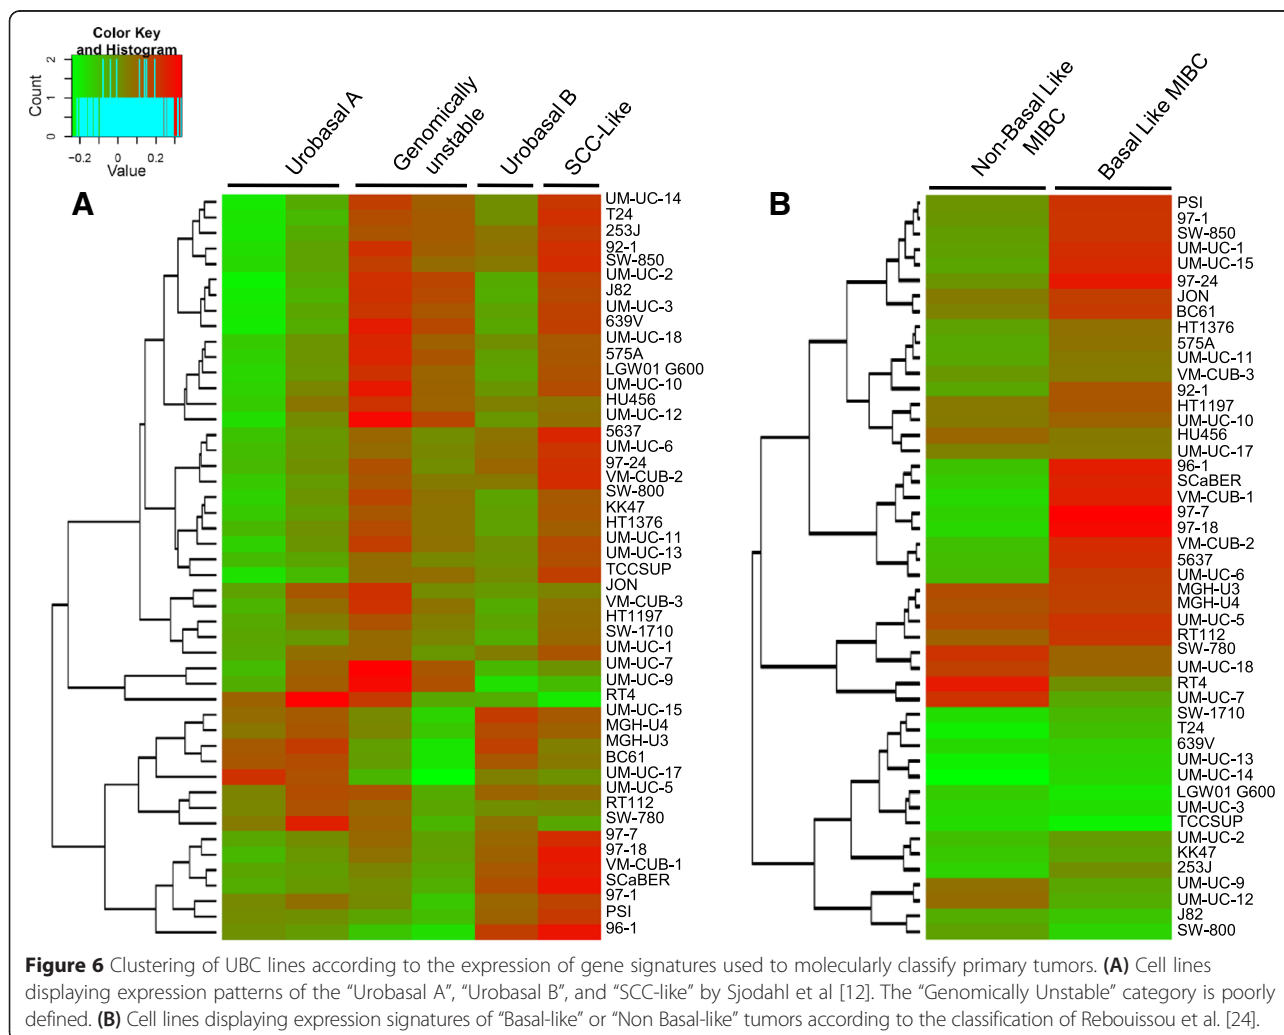 Color Key
and Histogram
Count
0 1 2
−0.2 0 0.2
Value
A
Urobasal A
Genomically
unstable
Urobasal B
SCC-Like
UM-UC-14
T24
253J
92-1
SW-850
UM-UC-2
J82
UM-UC-3
639V
UM-UC-18
575A
LGW01 G600
UM-UC-10
HU456
UM-UC-12
5637
UM-UC-6
97-24
VM-CUB-2
SW-800
KK47
HT1376
UM-UC-11
UM-UC-13
TCCSUP
JON
VM-CUB-3
HT1197
SW-1710
UM-UC-1
UM-UC-7
UM-UC-9
RT4
UM-UC-15
MGH-U4
MGH-U3
BC61
UM-UC-17
UM-UC-5
RT112
SW-780
97-7
97-18
VM-CUB-1
SCaBER
97-1
PSI
96-1
B
Non-Basal Like
MIBC
Basal Like MIBC
PSI
97-1
SW-850
UM-UC-1
UM-UC-15
97-24
JON
BC61
HT1376
575A
UM-UC-11
VM-CUB-3
92-1
HT1197
UM-UC-10
HU456
UM-UC-17
96-1
SCaBER
VM-CUB-1
97-7
97-18
VM-CUB-2
5637
UM-UC-6
MGH-U3
MGH-U4
UM-UC-5
RT112
SW-780
UM-UC-18
RT4
UM-UC-7
SW-1710
T24
639V
UM-UC-13
UM-UC-14
LGW01 G600
UM-UC-3
TCCSUP
UM-UC-2
KK47
253J
UM-UC-9
UM-UC-12
J82
SW-800
Figure 6 Clustering of UBC lines according to the expression of gene signatures used to molecularly classify primary tumors. (A) Cell lines
displaying expression patterns of the “Urobasal A”, “Urobasal B”, and “SCC-like” by Sjodahl et al [12]. The “Genomically Unstable” category is poorly
defined. (B) Cell lines displaying expression signatures of “Basal-like” or “Non Basal-like” tumors according to the classification of Rebouissou et al. [24].